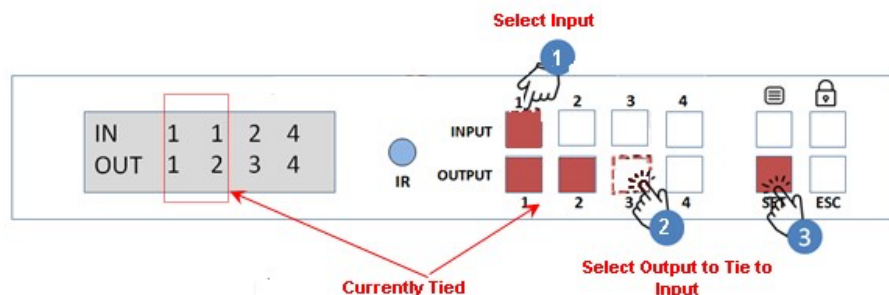 Select Input
1
1 2 3 4
IN 1 1 2 4
INPUT
OUT 1 2 3 4
OUTPUT
IR
1 2 3 4 SET ESC
2 3
Currently Tied
Select Output to Tie to
Input